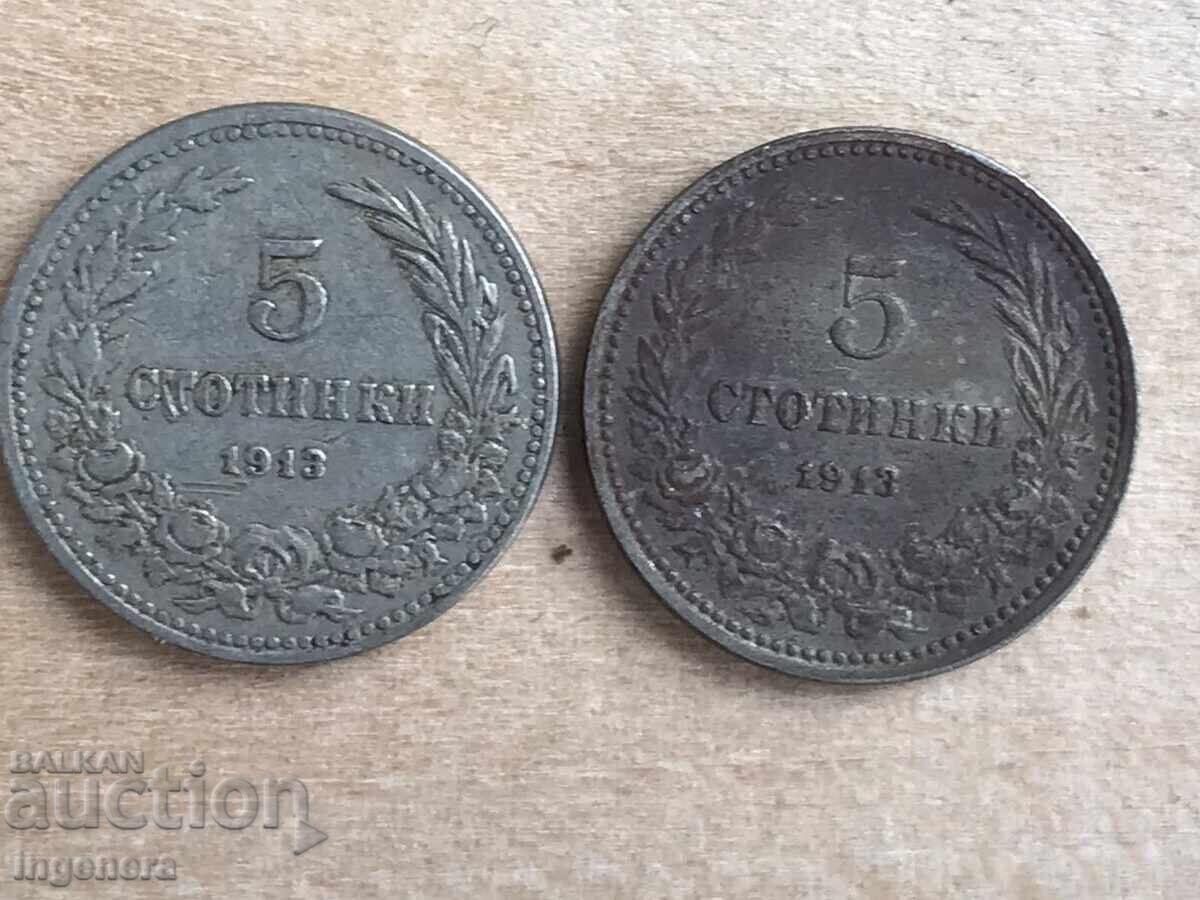 5
СТОТИНКИ
1913
5
СТОТИНКИ
1913
BALKAN
auction
ingenera